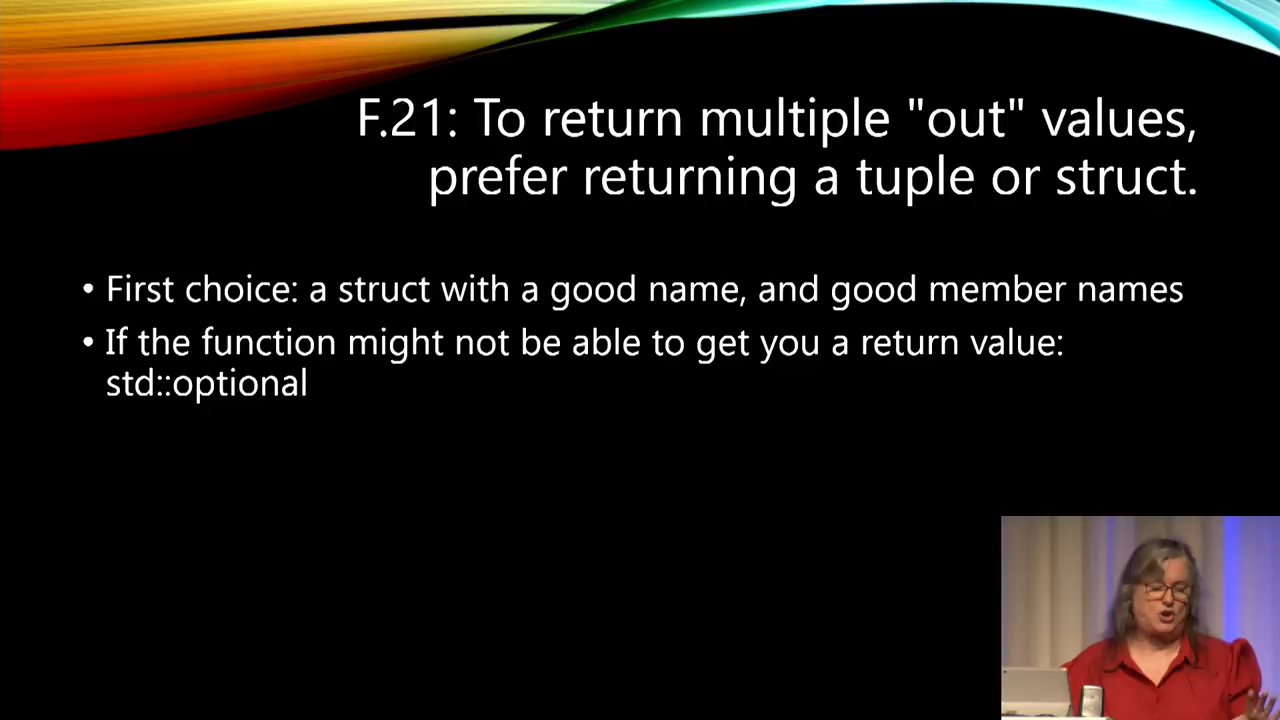 F.21: To return multiple "out" values,
prefer returning a tuple or struct.
• First choice: a struct with a good name, and good member names
• If the function might not be able to get you a return value:
std::optional